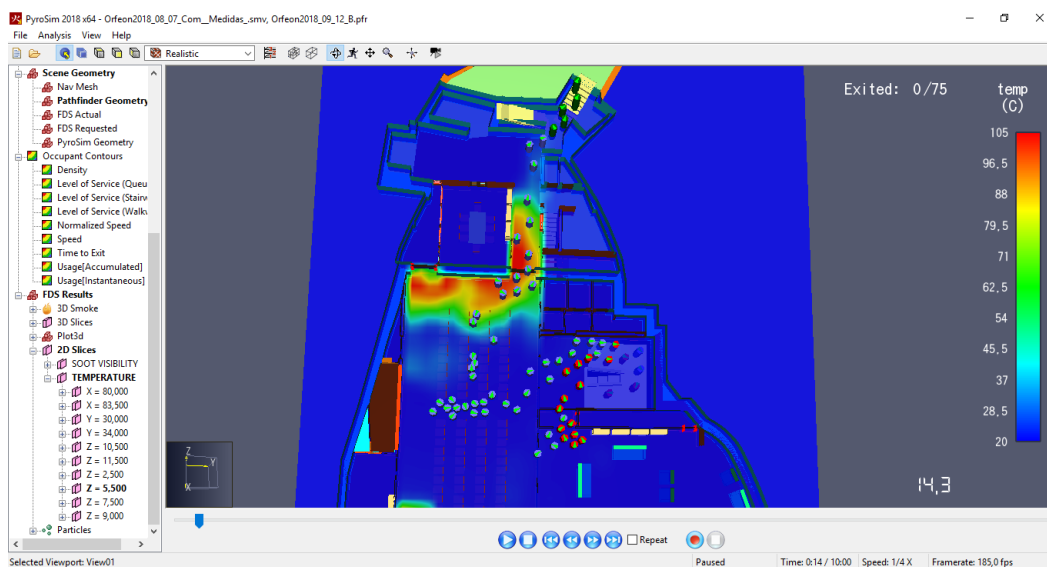 PyroSim 2018 x64 - Orfeon2018_08_07_Com__Medidas_.smv, Orfeon2018_09_12_B.pfr
File Analysis View Help
Realistic
Scene Geometry
Nav Mesh
Pathfinder Geometry
FDS Actual
FDS Requested
PyroSim Geometry
Occupant Contours
Density
Level of Service (Queu
Level of Service (Stairw
Level of Service (Walkw
Normalized Speed
Speed
Time to Exit
Usage[Accumulated]
Usage[Instantaneous]
FDS Results
3D Smoke
3D Slices
Plot3d
2D Slices
SOOT VISIBILITY
TEMPERATURE
X = 80,000
X = 83,500
Y = 30,000
Y = 34,000
Z = 10,500
Z = 11,500
Z = 2,500
Z = 5,500
Z = 7,500
Z = 9,000
Particles
Exited: 0/75
temp
(C)
105
96,5
88
79,5
71
62,5
54
45,5
37
28,5
20
Z
Y
X
14,3
Repeat
Selected Viewport: View01
Paused
Time: 0:14 / 10:00
Speed: 1/4 X
Framerate: 185,0 fps